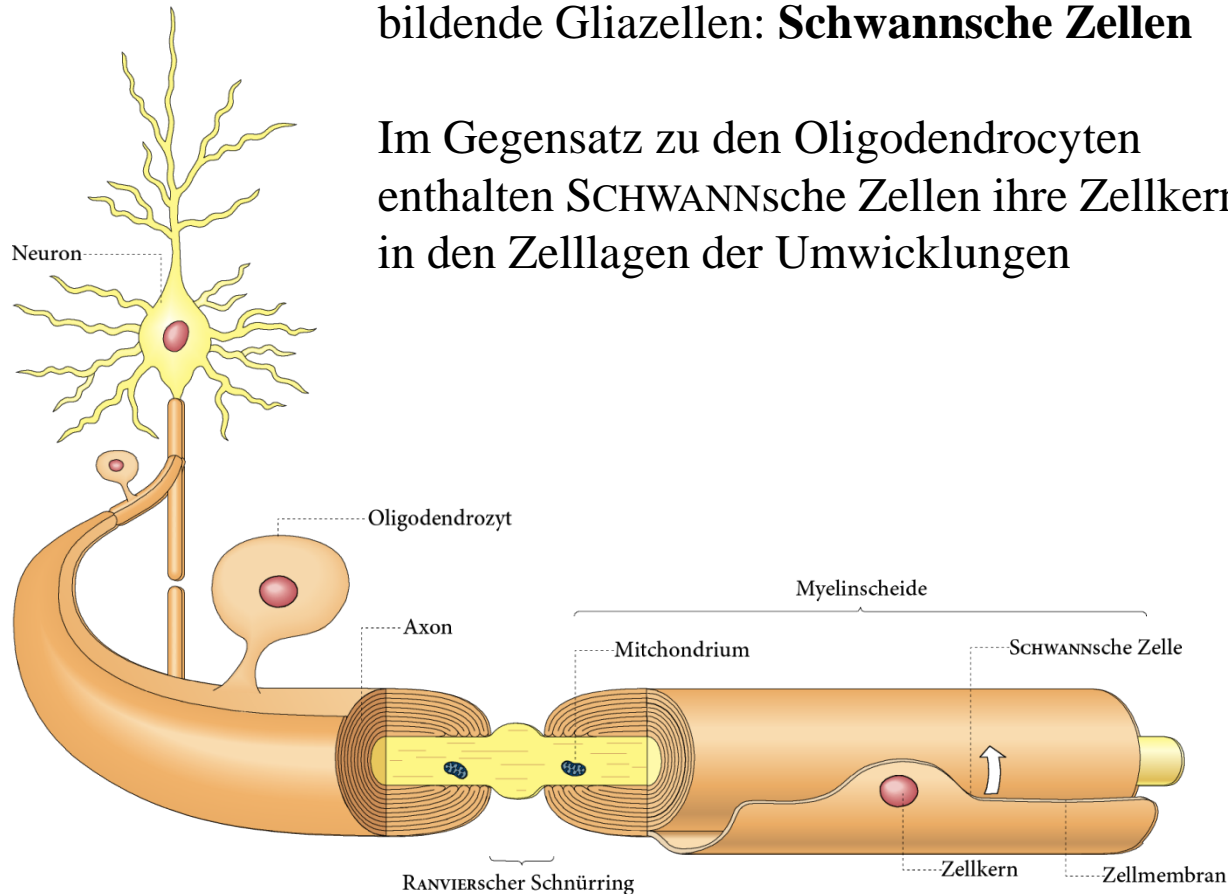 bildende Gliazellen: Schwannsche Zellen
Im Gegensatz zu den Oligodendrocyten
enthalten SCHWANNsche Zellen ihre
in den Zelllagen der Umwicklungen
Neuron
Oligodendrozyt
Myelinscheide
Axon
Mitchondrium
SCHWANNsche Zelle
Zellkern
Zellmembran
RANVIERscher Schnürring